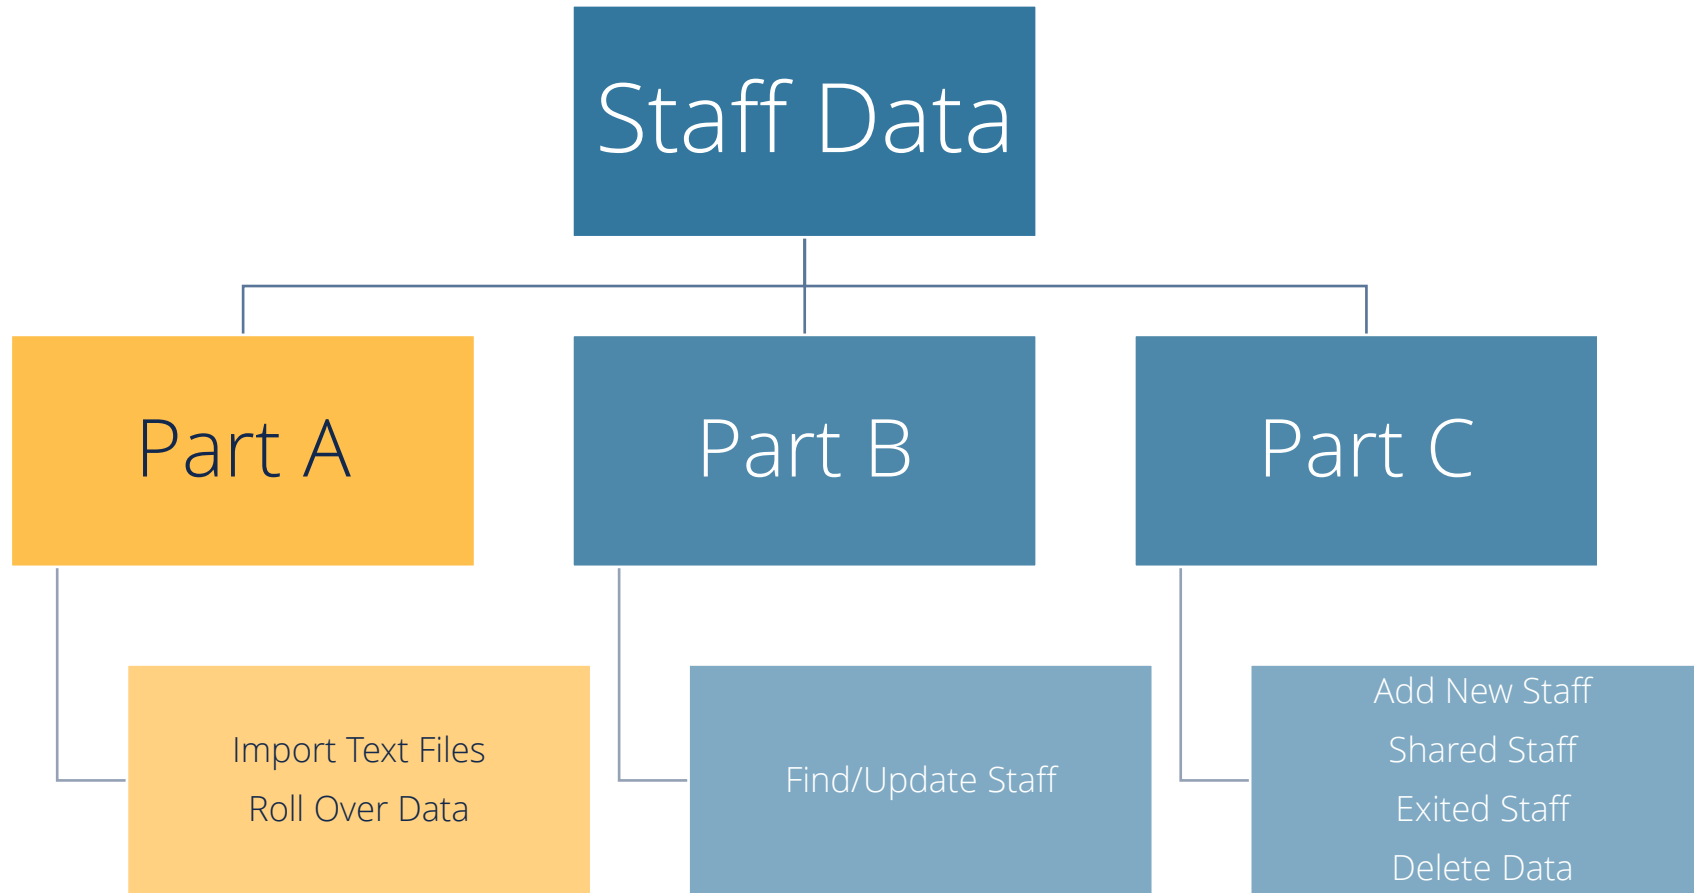 Staff Data
Part A
Part B
Part C
Import Text Files
Roll Over Data
Find/Update Staff
Add New Staff
Shared Staff
Exited Staff
Delete Data